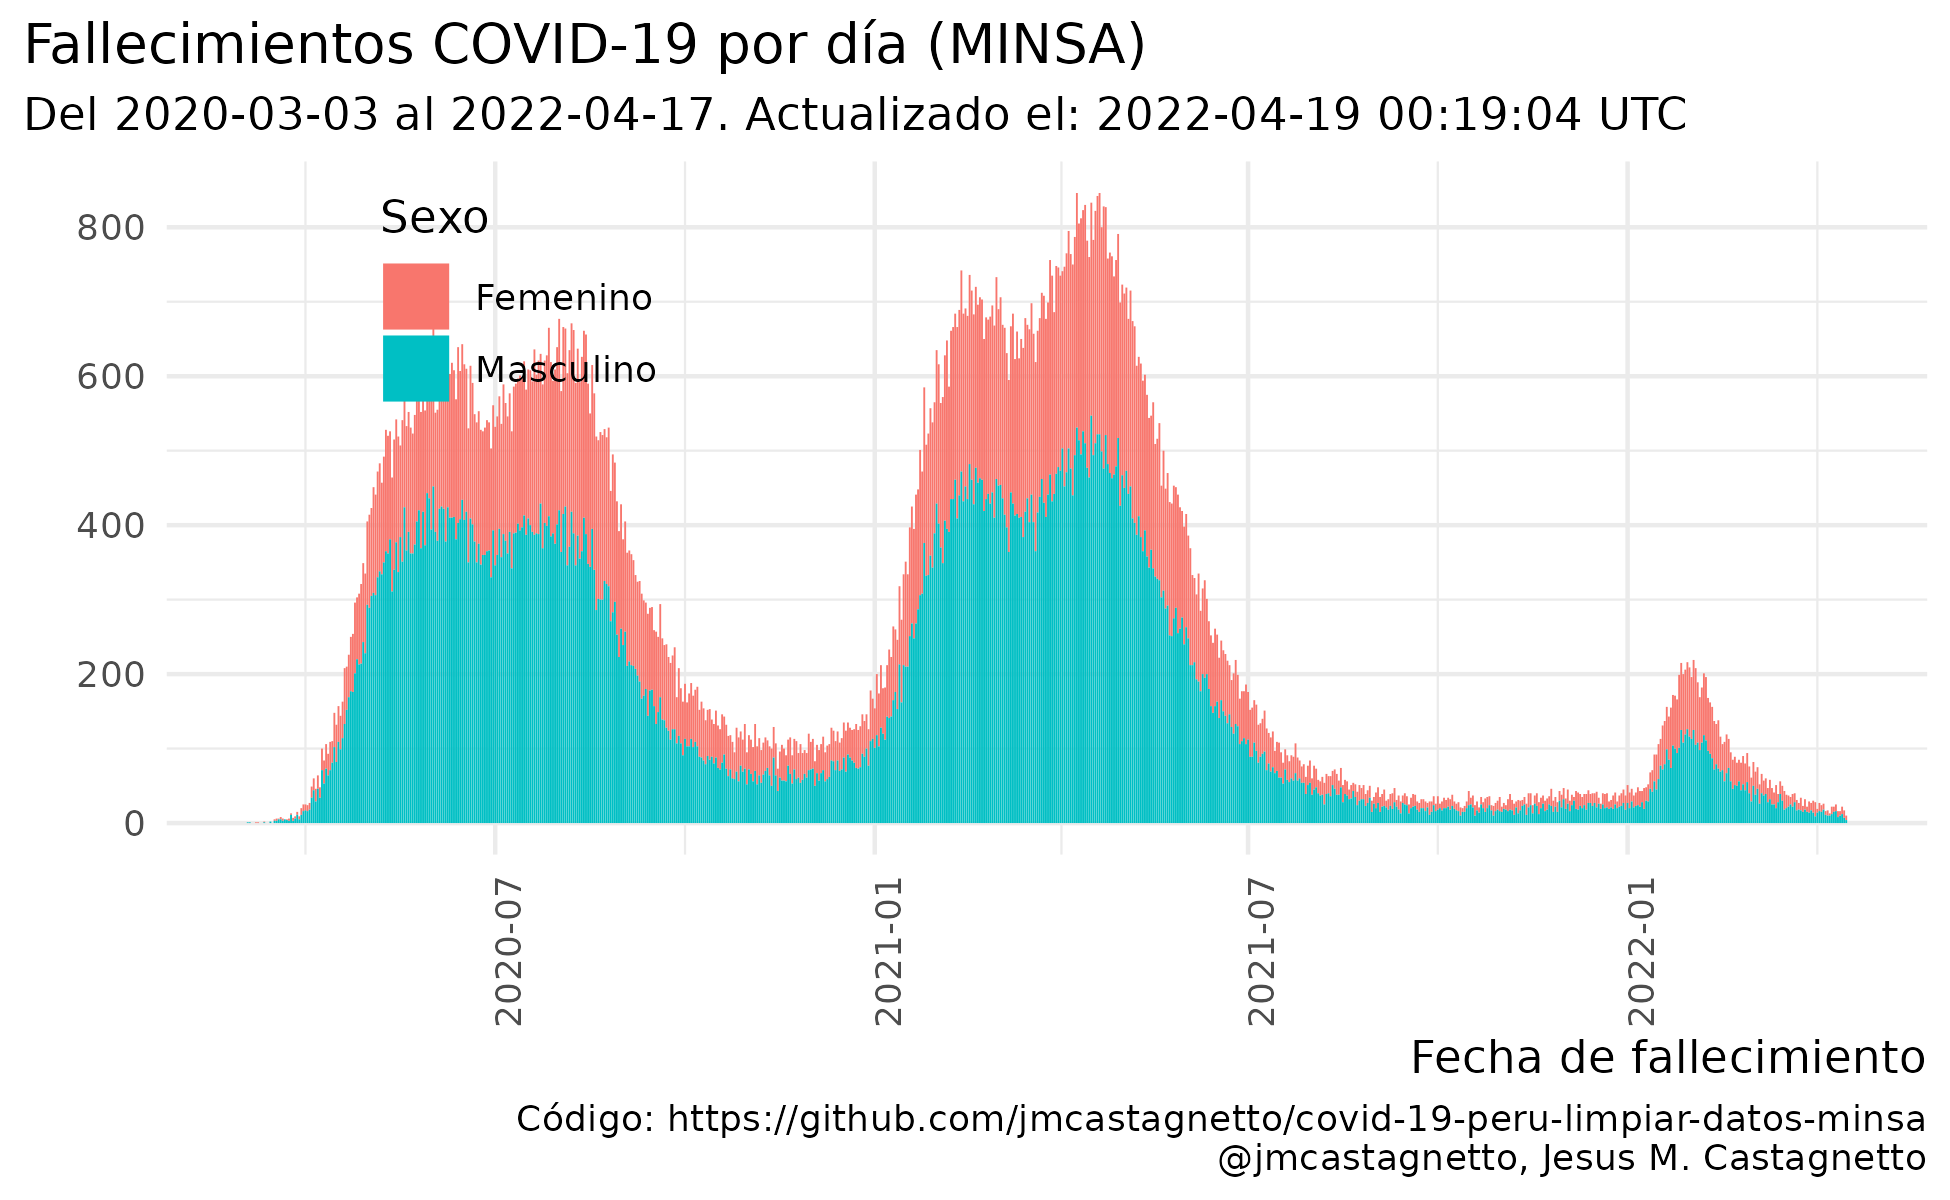 Fallecimientos COVID-19 por día (MINSA)
Del 2020-03-03 al 2022-04-17. Actualizado el: 2022-04-19 00:19:04 UTC
Sexo
Femenino
Masculino
800
600
400
200
0
2020-07
2021-01
2021-07
2022-01
Fecha de fallecimiento
Código: https://github.com/jmcastagnetto/covid-19-peru-limpiar-datos-minsa
@jmcastagnetto, Jesus M. Castagnetto